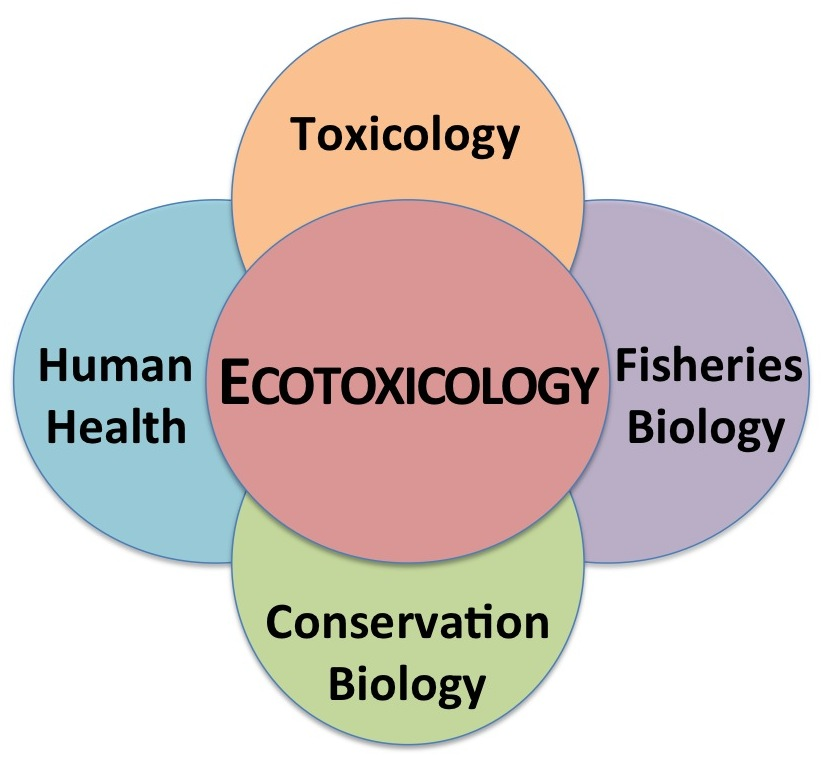 Toxicology
Human
Health
ECOTOXICOLOGY
Fisheries
Biology
Conservation
Biology